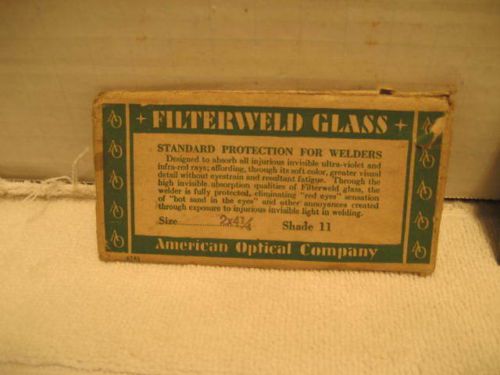 FILTERWELD GLASS
STANDARD PROTECTION FOR WELDERS
Designed to absorb all injurious invisible ultra-violet and
infra-red rays; affording, through its soft color, greater visual
detail without eyestrain and resultant fatigue. Through the
high invisible absorption qualities of Filterweld glass, the
welder is fully protected, eliminating "red eyes" sensation
of "hot sand in the eyes" and other annoyances created
through exposure to injurious invisible light in welding.
Size 2x4¼ Shade 11
American Optical Company